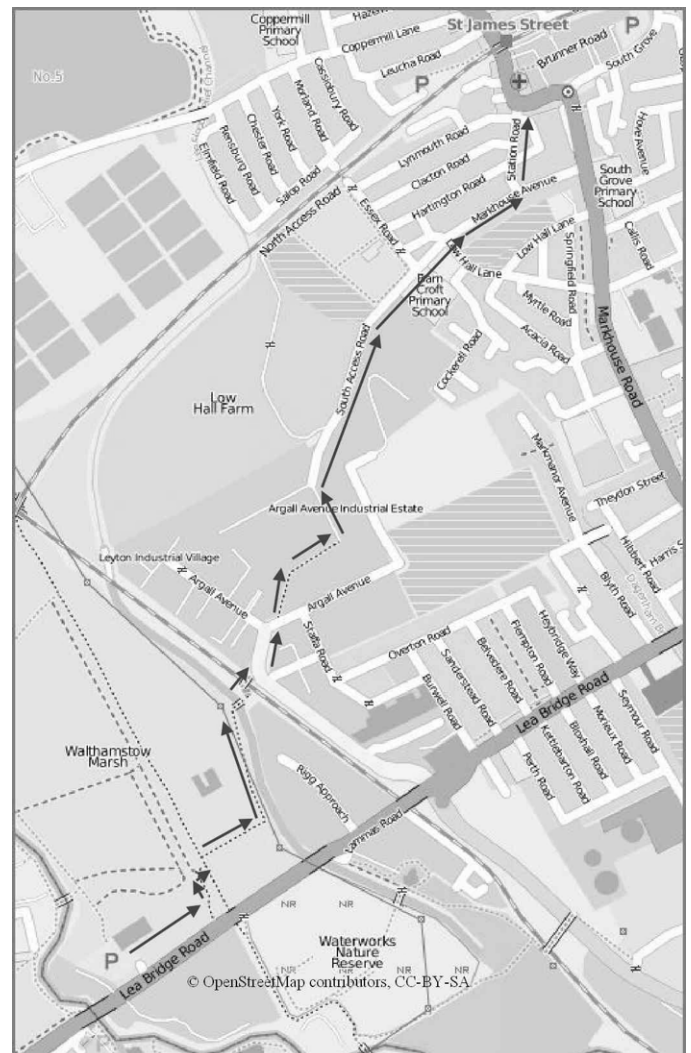 Coppermill
Primary
School
Coppermill Lane
Leucha Road
St James Street
P
Brunner Road
South Grove
No.5
P
Cassiobury Road
Morland Road
York Road
Chester Road
Rensburg Road
Elmfield Road
Salop Road
North Access Road
Lynmouth Road
Clacton Road
Hartington Road
Essex Road
Station Road
Markhouse Avenue
Hove Avenue
South
Grove
Primary
School
Low Hall Lane
Low Hall Lane
Callis Road
Springfield Road
Barn
Croft
Primary
School
Myrtle Road
Acacia Road
Markhouse Road
Cockerell Road
South Access Road
Low
Hall Farm
Markmanor Avenue
Theydon Street
Argall Avenue Industrial Estate
Hibbert Road
Harris S
Blyth Road
Leyton Industrial Village
Argall Avenue
Argall Avenue
Staffa Road
Overton Road
Heybridge Way
Flempton Road
Belvedere Road
Sanderstead Road
Burwell Road
Seymour Road
Morieux Road
Bloxhall Road
Kettlebaston Road
Perth Road
Lea Bridge Road
Walthamstow
Marsh
Rigg Approach
Lammas Road
NR NR
NR
Waterworks
Nature
Reserve
NR NR
P
Lea Bridge Road
© OpenStreetMap contributors, CC-BY-SA